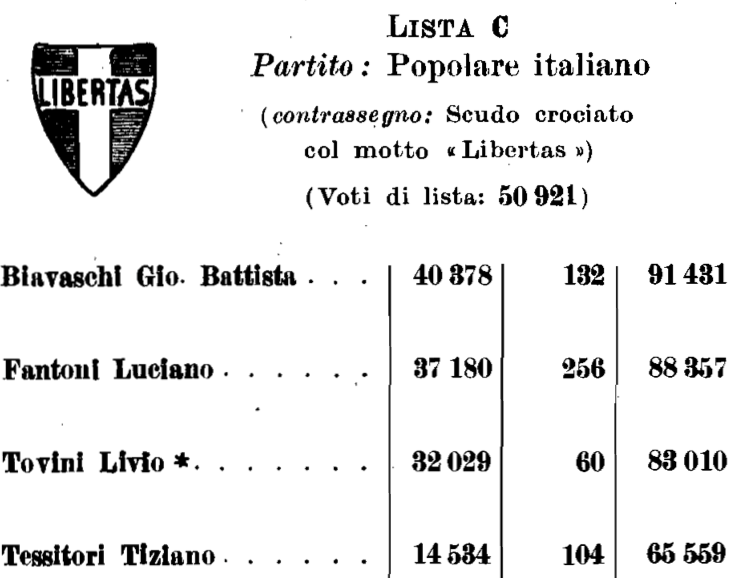 LIBERTAS
LISTA C
Partito: Popolare italiano
(contrassegno: Scudo crociato
col motto «Libertas»)
(Voti di lista: 50 921)
Biavaschi Gio. Battista . . . 40 378 132 91 431
Fantoni Luciano . . . . . . 37 180 256 88 357
Tovini Livio *. . . . . . . 32 029 60 83 010
Tessitori Tiziano . . . . . . 14 534 104 65 559